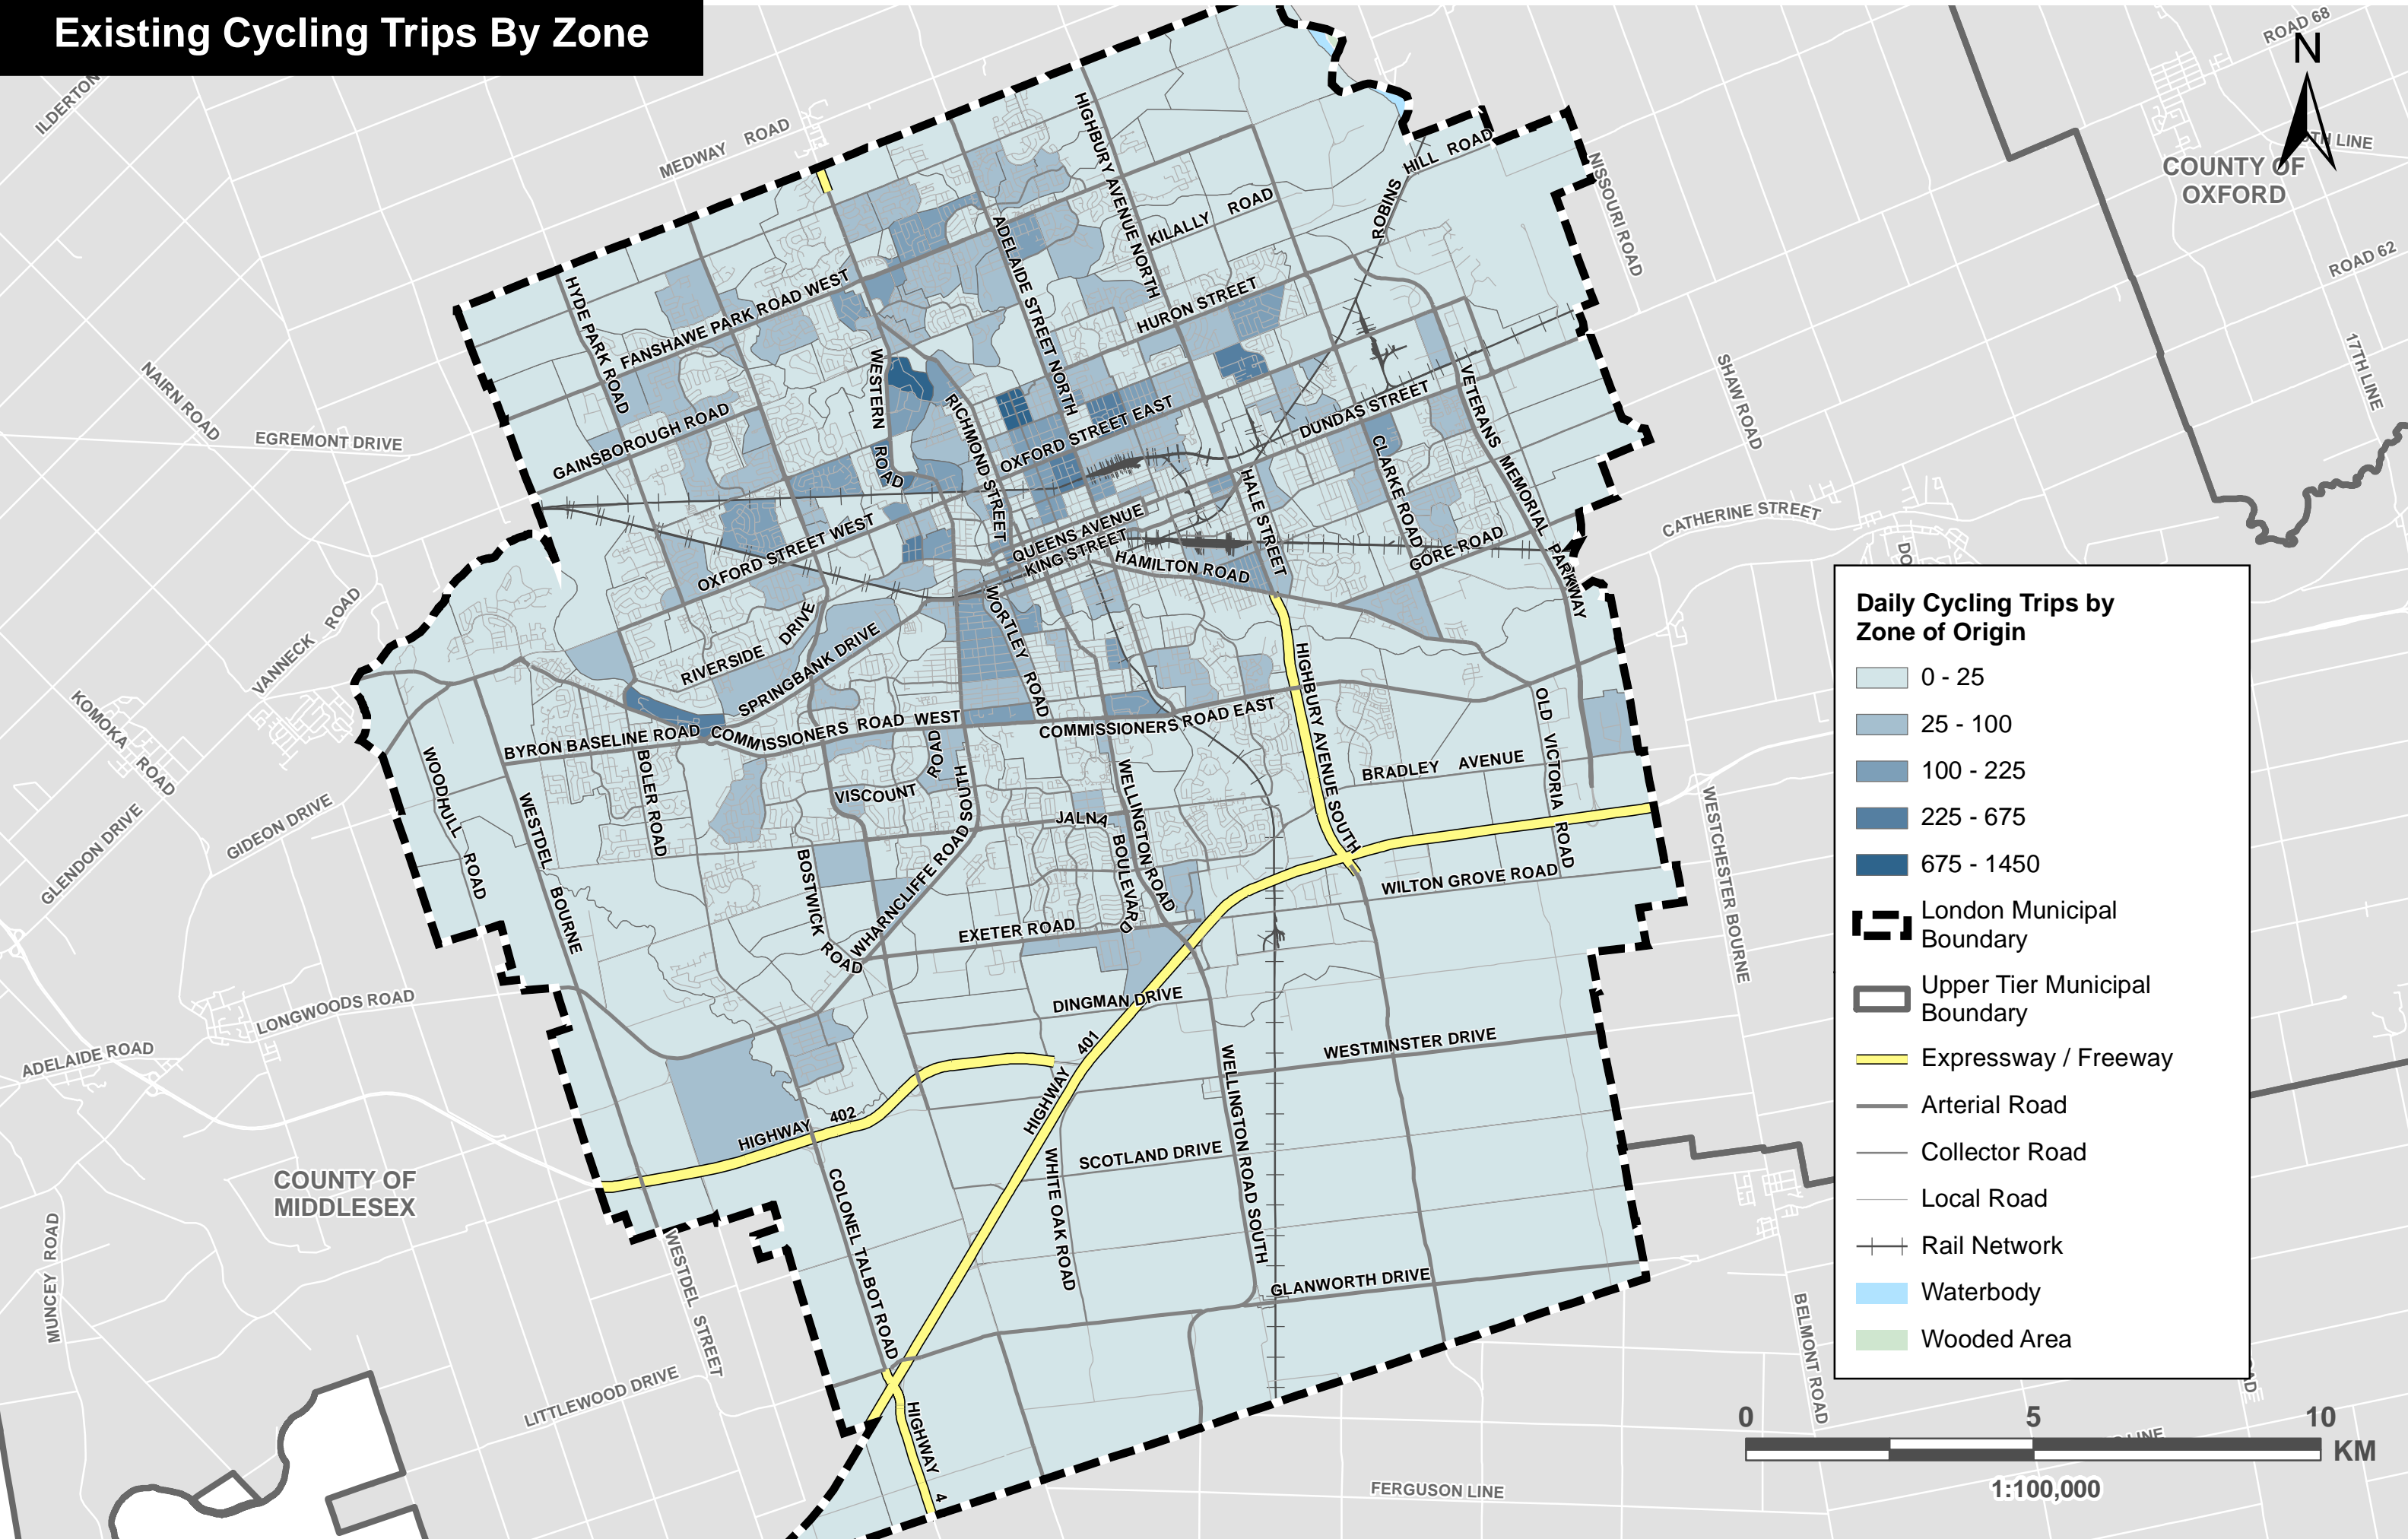 Existing Cycling Trips By Zone
ROAD 68
N
ILDERTON
MEDWAY ROAD
HIGHBURY AVENUE NORTH
ROBINS HILL ROAD
NISSOURI ROAD
COUNTY OF
OXFORD
ROAD 62
17TH LINE
KILALLY ROAD
ADELAIDE STREET NORTH
HYDE PARK ROAD
FANSHAWE PARK ROAD WEST
HURON STREET
NAIRN ROAD
EGREMONT DRIVE
GAINSBOROUGH ROAD
WESTERN ROAD
RICHMOND STREET
OXFORD STREET EAST
DUNDAS STREET
VETERANS MEMORIAL PARKWAY
SHAW ROAD
CLARKE ROAD
HALE STREET
CATHERINE STREET
OXFORD STREET WEST
QUEENS AVENUE
KING STREET
HAMILTON ROAD
GORE ROAD
VANNECK ROAD
RIVERSIDE DRIVE
SPRINGBANK DRIVE
WORTLEY ROAD
KOMOKA ROAD
GLENDON DRIVE
GIDEON DRIVE
BYRON BASELINE ROAD
COMMISSIONERS ROAD WEST
COMMISSIONERS ROAD EAST
HIGHBURY AVENUE SOUTH
OLD VICTORIA ROAD
BRADLEY AVENUE
WOODHULL ROAD
WESTDEL BOURNE
BOLER ROAD
VISCOUNT ROAD
JALNA BOULEVARD
WELLINGTON ROAD
WILTON GROVE ROAD
WESTCHESTER BOURNE
BOSTWICK ROAD
WHARNCLIFFE ROAD SOUTH
EXETER ROAD
DINGMAN DRIVE
LONGWOODS ROAD
ADELAIDE ROAD
WESTMINSTER DRIVE
HIGHWAY 401
HIGHWAY 402
SCOTLAND DRIVE
WELLINGTON ROAD SOUTH
WHITE OAK ROAD
COLONEL TALBOT ROAD
COUNTY OF
MIDDLESEX
MUNCEY ROAD
WESTDEL STREET
GLANWORTH DRIVE
BELMONT ROAD
LITTLEWOOD DRIVE
HIGHWAY 4
FERGUSON LINE
Daily Cycling Trips by
Zone of Origin
0 - 25
25 - 100
100 - 225
225 - 675
675 - 1450
London Municipal
Boundary
Upper Tier Municipal
Boundary
Expressway / Freeway
Arterial Road
Collector Road
Local Road
Rail Network
Waterbody
Wooded Area
0 5 10
KM
1:100,000